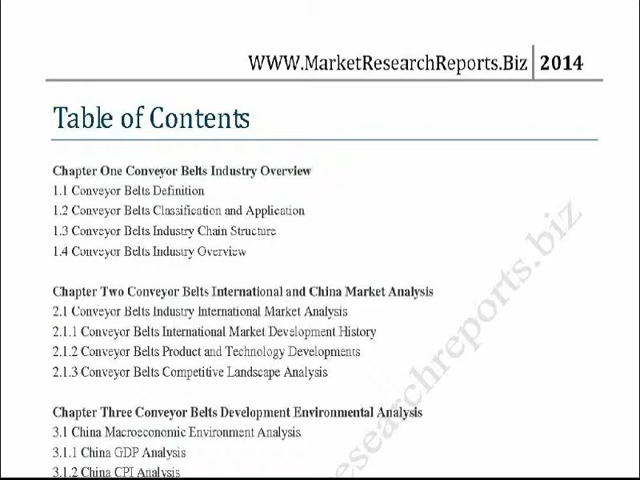 WWW.MarketResearchReports.Biz 2014
Table of Contents
Chapter One Conveyor Belts Industry Overview
1.1 Conveyor Belts Definition
1.2 Conveyor Belts Classification and Application
1.3 Conveyor Belts Industry Chain Structure
1.4 Conveyor Belts Industry Overview
Chapter Two Conveyor Belts International and China Market Analysis
2.1 Conveyor Belts Industry International Market Analysis
2.1.1 Conveyor Belts International Market Development History
2.1.2 Conveyor Belts Product and Technology Developments
2.1.3 Conveyor Belts Competitive Landscape Analysis
Chapter Three Conveyor Belts Development Environmental Analysis
3.1 China Macroeconomic Environment Analysis
3.1.1 China GDP Analysis
3.1.2 China CPI Analysis
esearchreports.biz